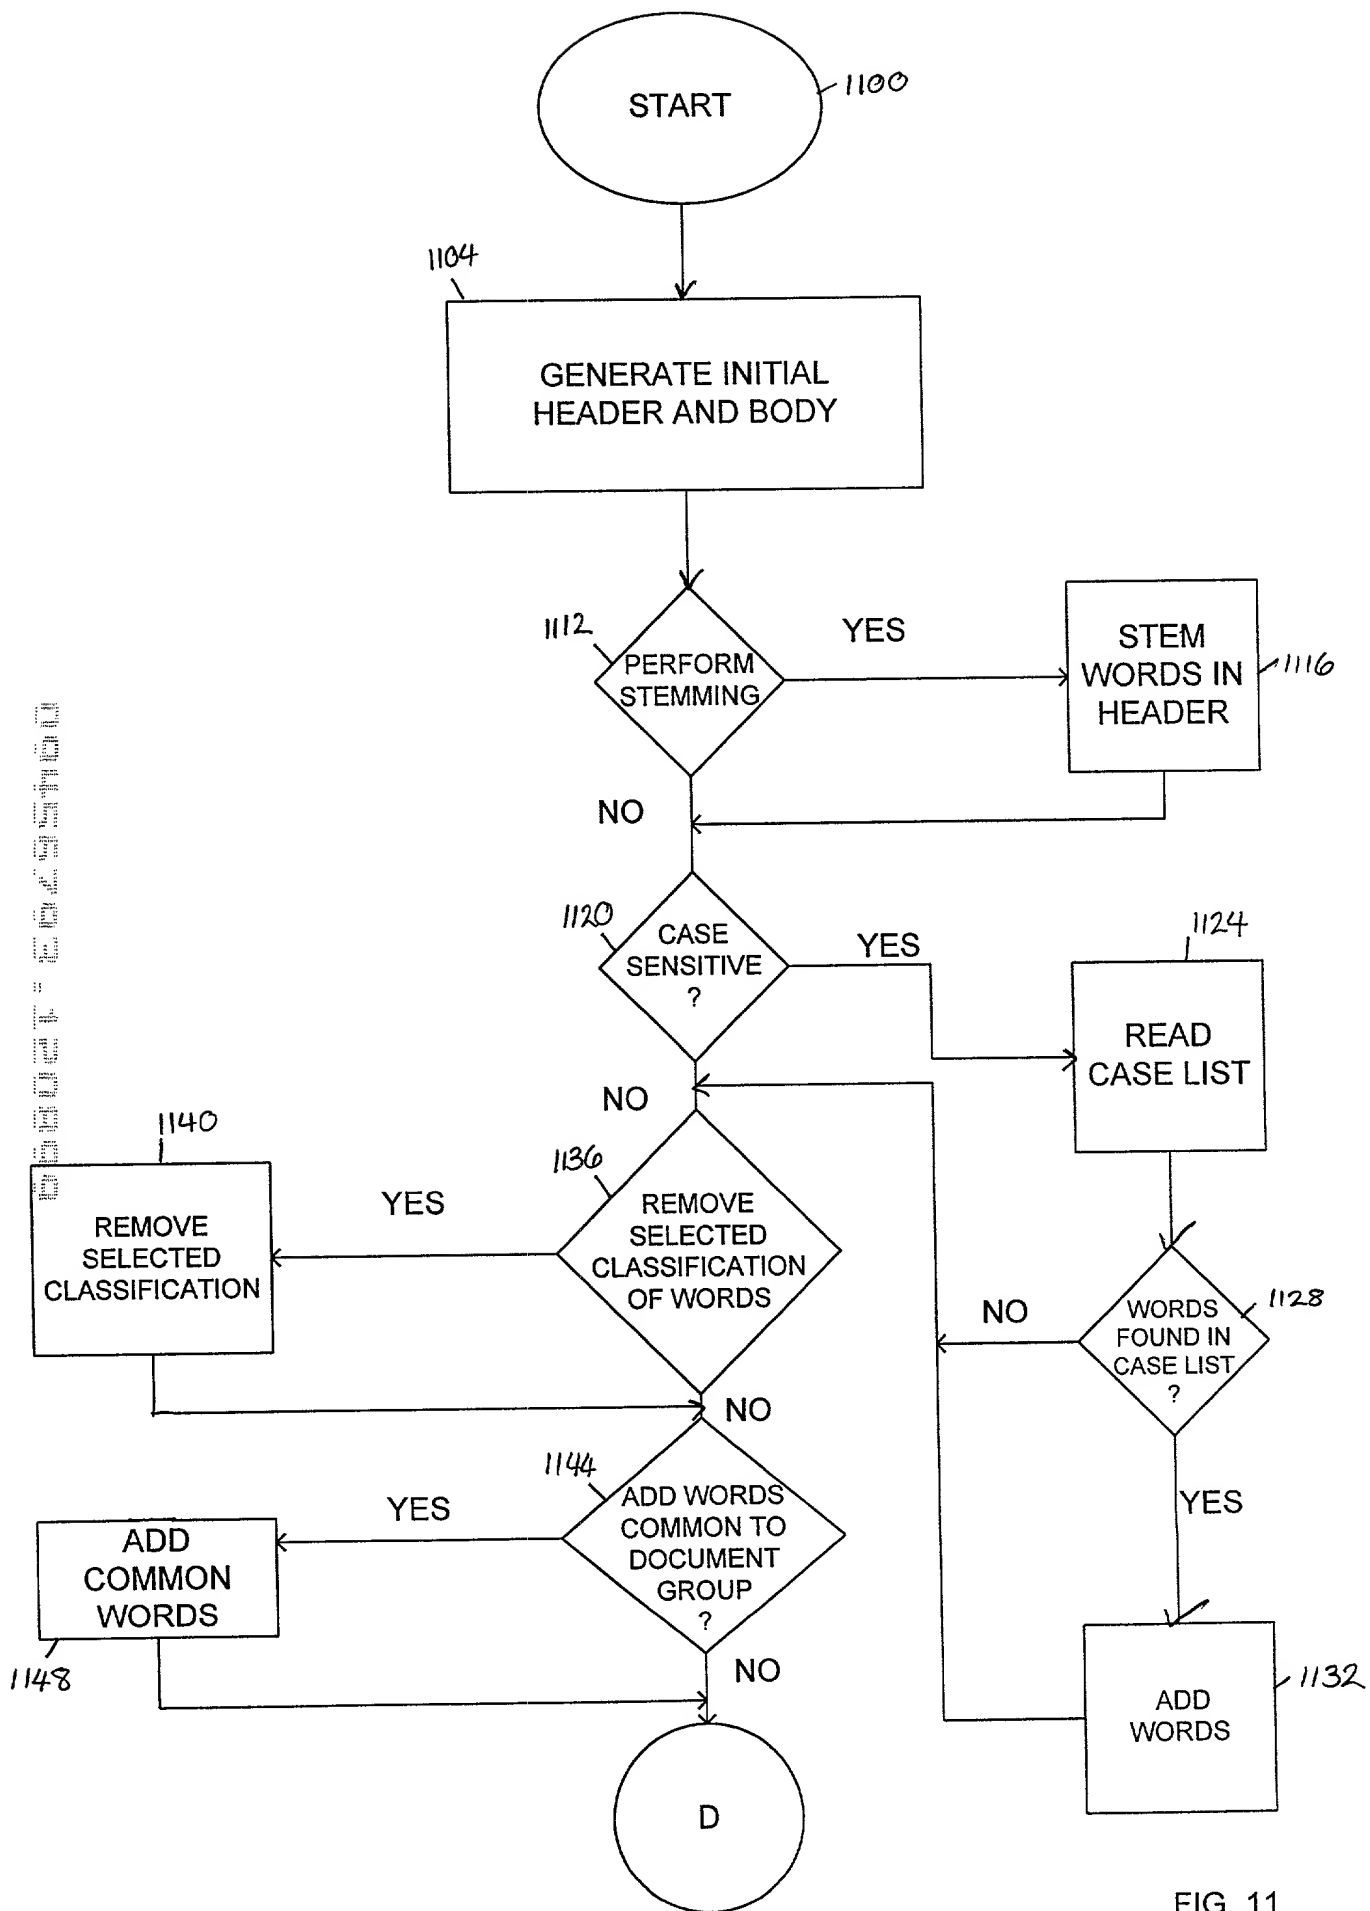 START
1100
1104
GENERATE INITIAL
HEADER AND BODY
1112
PERFORM
STEMMING
YES
STEM
WORDS IN
HEADER
1116
NO
1120
CASE
SENSITIVE
?
YES
1124
READ
CASE LIST
NO
1140
REMOVE
SELECTED
CLASSIFICATION
YES
1136
REMOVE
SELECTED
CLASSIFICATION
OF WORDS
NO
WORDS
FOUND IN
CASE LIST
?
1128
NO
1144
ADD WORDS
COMMON TO
DOCUMENT
GROUP
?
YES
ADD
COMMON
WORDS
1148
YES
NO
ADD
WORDS
1132
D
FIG. 11